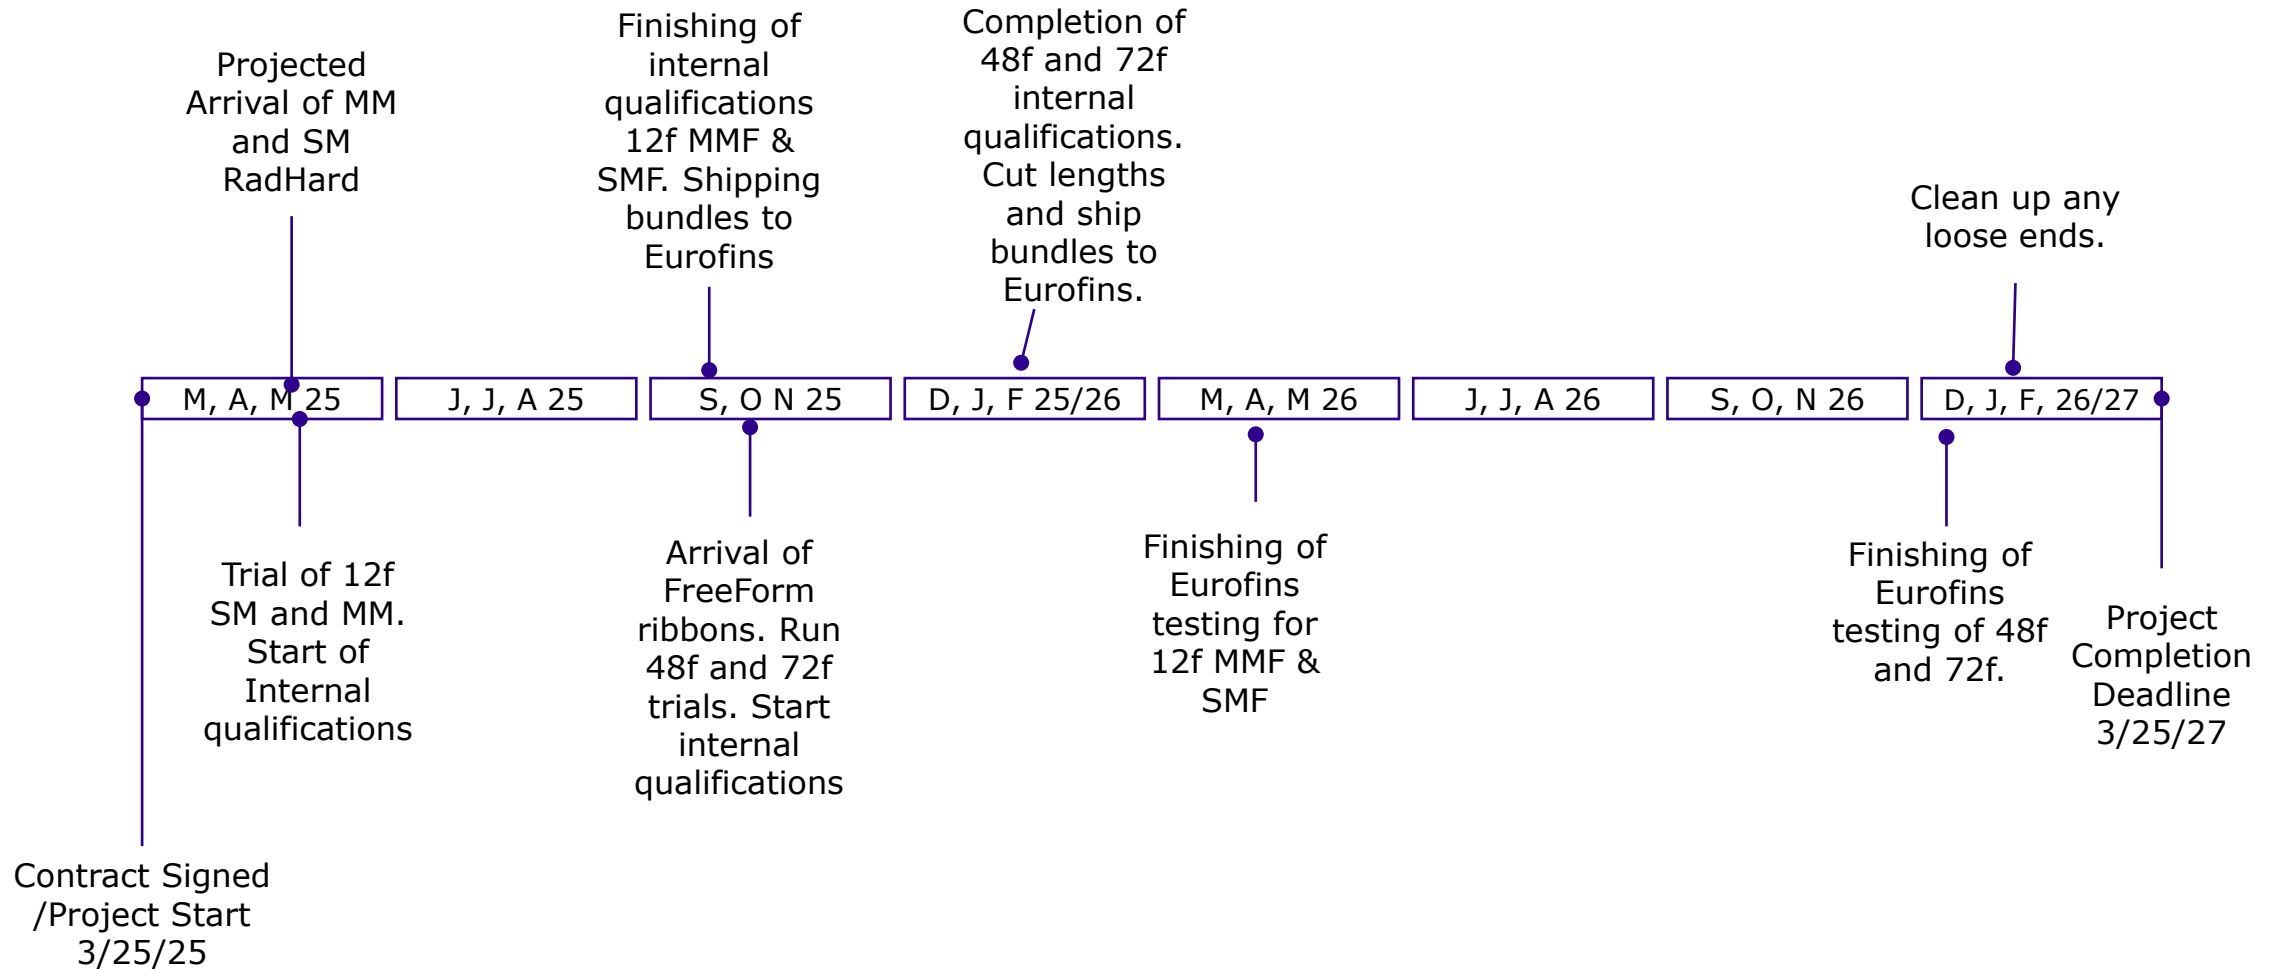 Projected
Arrival of MM
and SM
RadHard
Finishing of
internal
qualifications
12f MMF &
SMF. Shipping
bundles to
Eurofins
Completion of
48f and 72f
internal
qualifications.
Cut lengths
and ship
bundles to
Eurofins.
Clean up any
loose ends.
M, A, M 25
J, J, A 25
S, O N 25
D, J, F 25/26
M, A, M 26
J, J, A 26
S, O, N 26
D, J, F, 26/27
Trial of 12f
SM and MM.
Start of
Internal
qualifications
Arrival of
FreeForm
ribbons. Run
48f and 72f
trials. Start
internal
qualifications
Finishing of
Eurofins
testing for
12f MMF &
SMF
Finishing of
Eurofins
testing of 48f
and 72f.
Project
Completion
Deadline
3/25/27
Contract Signed
/Project Start
3/25/25